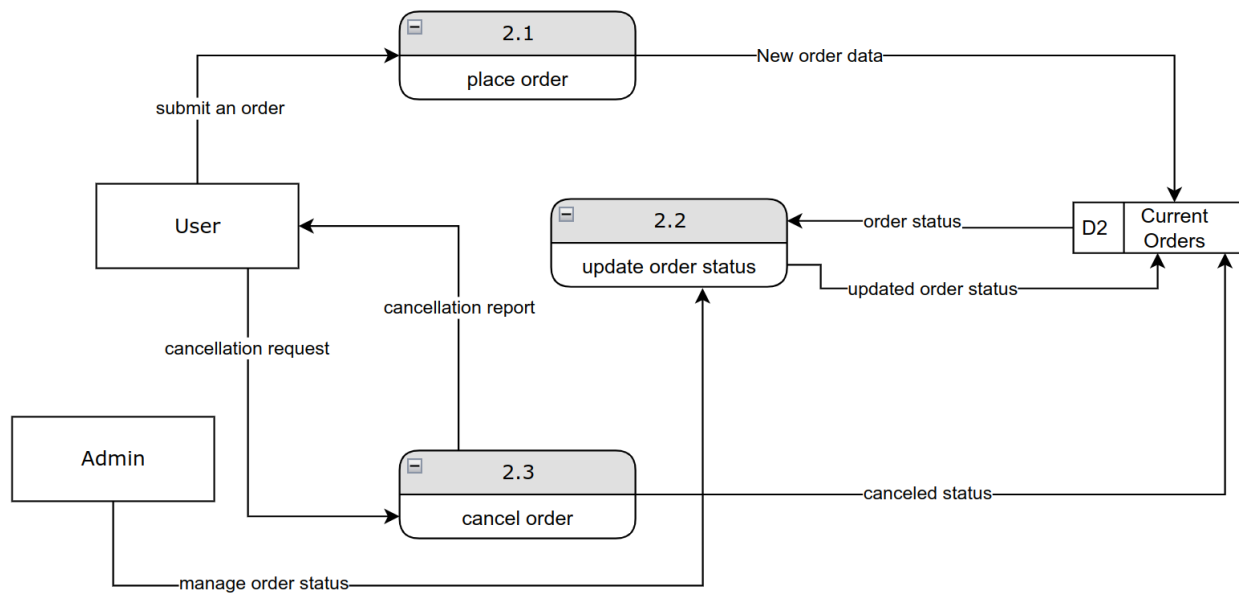 2.1
place order
New order data
submit an order
User
2.2
update order status
order status
D2
Current
Orders
updated order status
cancellation report
cancellation request
Admin
2.3
cancel order
canceled status
manage order status